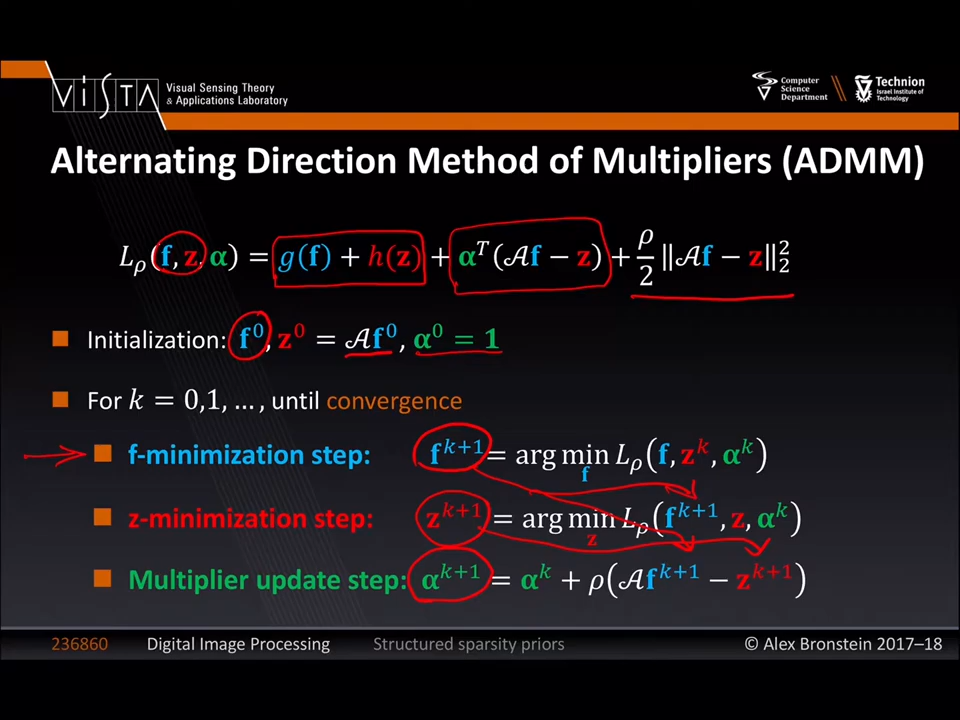 VISTA Visual Sensing Theory & Applications Laboratory
Computer Science Department
Technion Israel Institute of Technology
Alternating Direction Method of Multipliers (ADMM)
L_ρ(f, z, α) = g(f) + h(z) + α^T(𝒜f − z) + ρ/2 ‖𝒜f − z‖₂²
■ Initialization: f⁰, z⁰ = 𝒜f⁰, α⁰ = 1
■ For k = 0,1, …, until convergence
■ f-minimization step: f^{k+1} = arg min_f L_ρ(f, z^k, α^k)
■ z-minimization step: z^{k+1} = arg min_z L_ρ(f^{k+1}, z, α^k)
■ Multiplier update step: α^{k+1} = α^k + ρ(𝒜f^{k+1} − z^{k+1})
236860 Digital Image Processing Structured sparsity priors © Alex Bronstein 2017–18